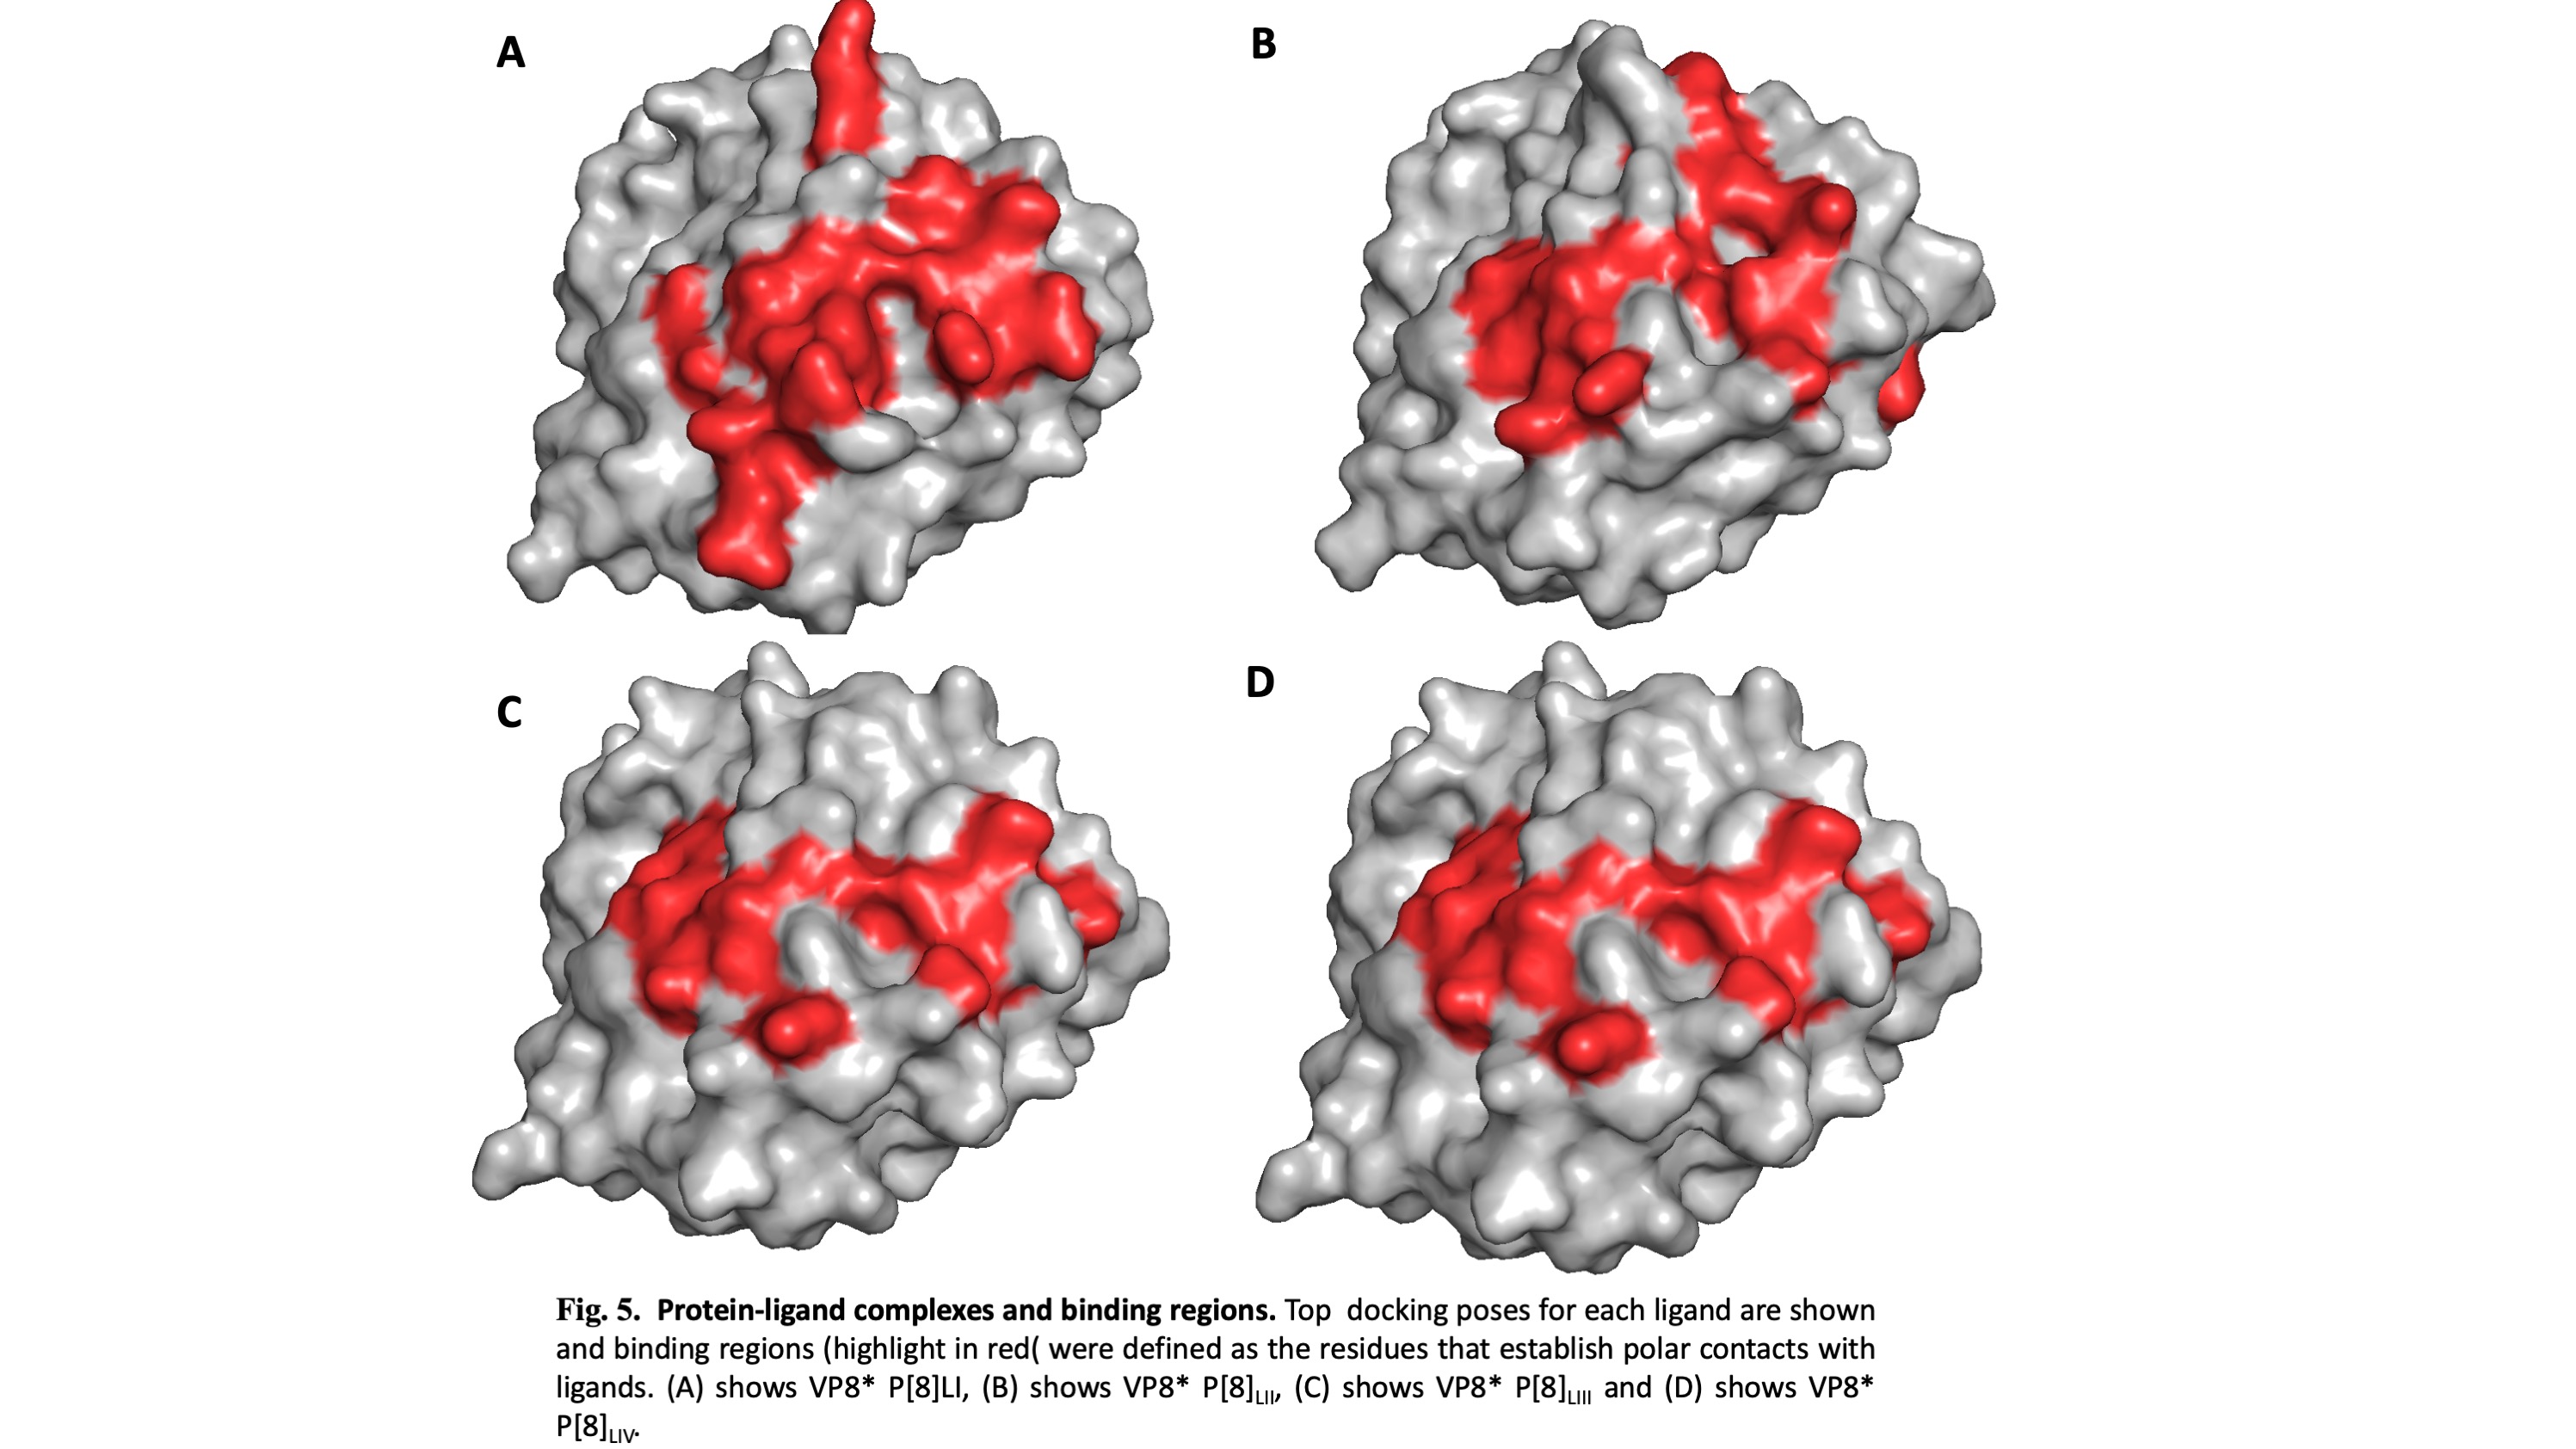 A
B
C
D
Fig. 5. Protein-ligand complexes and binding regions. Top docking poses for each ligand are shown
and binding regions (highlight in red( were defined as the residues that establish polar contacts with
ligands. (A) shows VP8* P[8]LI, (B) shows VP8* P[8]LII, (C) shows VP8* P[8]LIII and (D) shows VP8*
P[8]LIV.